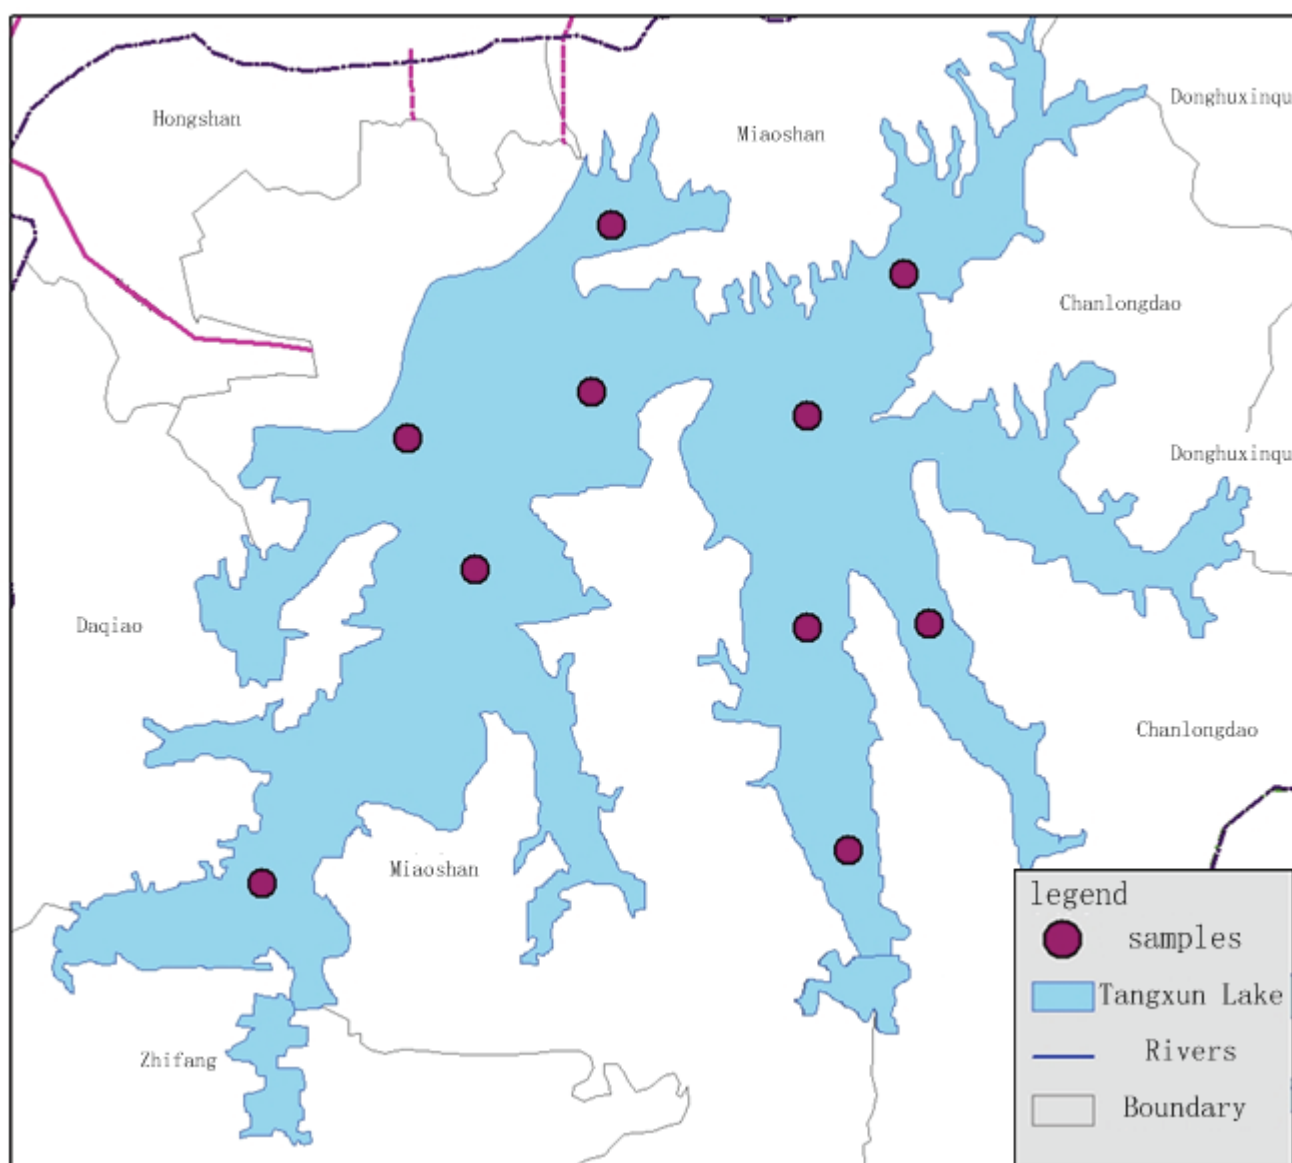 Donghuxinqu
Hongshan
Miaoshan
Chanlongdao
Donghuxinqu
Daqiao
Chanlongdao
Miaoshan
legend
samples
Tangxun Lake
Rivers
Zhifang
Boundary